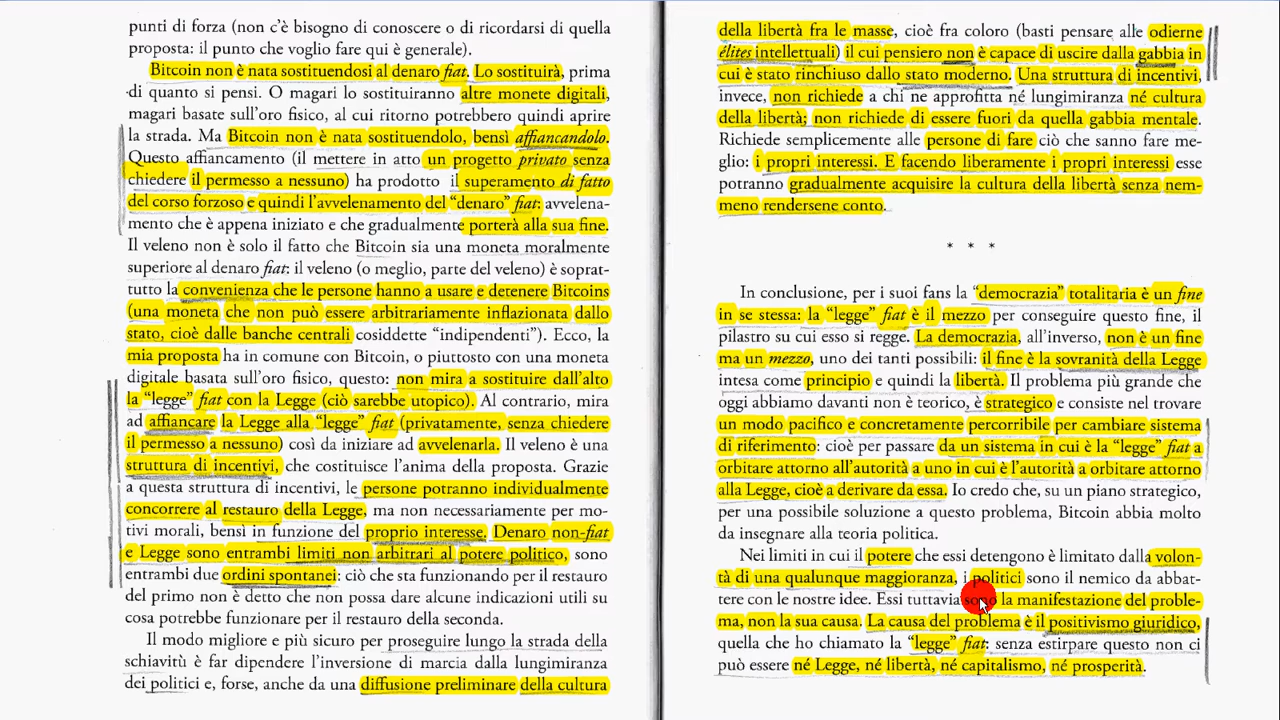 punti di forza (non c'è bisogno di conoscere o di ricordarsi di quella
proposta: il punto che voglio fare qui è generale).
Bitcoin non è nata sostituendosi al denaro fiat. Lo sostituirà, prima
di quanto si pensi. O magari lo sostituiranno altre monete digitali,
magari basate sull'oro fisico, al cui ritorno potrebbero quindi aprire
la strada. Ma Bitcoin non è nata sostituendolo, bensì affiancandolo.
Questo affiancamento (il mettere in atto un progetto privato senza
chiedere il permesso a nessuno) ha prodotto il superamento di fatto
del corso forzoso e quindi l'avvelenamento del "denaro" fiat: avvelena-
mento che è appena iniziato e che gradualmente porterà alla sua fine.
Il veleno non è solo il fatto che Bitcoin sia una moneta moralmente
superiore al denaro fiat: il veleno (o meglio, parte del veleno) è soprat-
tutto la convenienza che le persone hanno a usare e detenere Bitcoins
(una moneta che non può essere arbitrariamente inflazionata dallo
stato, cioè dalle banche centrali cosiddette "indipendenti"). Ecco, la
mia proposta ha in comune con Bitcoin, o piuttosto con una moneta
digitale basata sull'oro fisico, questo: non mira a sostituire dall'alto
la "legge" fiat con la Legge (ciò sarebbe utopico). Al contrario, mira
ad affiancare la Legge alla "legge" fiat (privatamente, senza chiedere
il permesso a nessuno) così da iniziare ad avvelenarla. Il veleno è una
struttura di incentivi, che costituisce l'anima della proposta. Grazie
a questa struttura di incentivi, le persone potranno individualmente
concorrere al restauro della Legge, ma non necessariamente per mo-
tivi morali, bensì in funzione del proprio interesse. Denaro non-fiat
e Legge sono entrambi limiti non arbitrari al potere politico, sono
entrambi due ordini spontanei: ciò che sta funzionando per il restauro
del primo non è detto che non possa dare alcune indicazioni utili su
cosa potrebbe funzionare per il restauro della seconda.
Il modo migliore e più sicuro per proseguire lungo la strada della
schiavitù è far dipendere l'inversione di marcia dalla lungimiranza
dei politici e, forse, anche da una diffusione preliminare della cultura
della libertà fra le masse, cioè fra coloro (basti pensare alle odierne
élites intellettuali) il cui pensiero non è capace di uscire dalla gabbia in
cui è stato rinchiuso dallo stato moderno. Una struttura di incentivi,
invece, non richiede a chi ne approfitta né lungimiranza né cultura
della libertà; non richiede di essere fuori da quella gabbia mentale.
Richiede semplicemente alle persone di fare ciò che sanno fare me-
glio: i propri interessi. E facendo liberamente i propri interessi esse
potranno gradualmente acquisire la cultura della libertà senza nem-
meno rendersene conto.
* * *
In conclusione, per i suoi fans la "democrazia" totalitaria è un fine
in se stessa: la "legge" fiat è il mezzo per conseguire questo fine, il
pilastro su cui esso si regge. La democrazia, all'inverso, non è un fine
ma un mezzo, uno dei tanti possibili: il fine è la sovranità della Legge
intesa come principio e quindi la libertà. Il problema più grande che
oggi abbiamo davanti non è teorico, è strategico e consiste nel trovare
un modo pacifico e concretamente percorribile per cambiare sistema
di riferimento: cioè per passare da un sistema in cui è la "legge" fiat a
orbitare attorno all'autorità a uno in cui è l'autorità a orbitare attorno
alla Legge, cioè a derivare da essa. Io credo che, su un piano strategico,
per una possibile soluzione a questo problema, Bitcoin abbia molto
da insegnare alla teoria politica.
Nei limiti in cui il potere che essi detengono è limitato dalla volon-
tà di una qualunque maggioranza, i politici sono il nemico da abbat-
tere con le nostre idee. Essi tuttavia sono la manifestazione del proble-
ma, non la sua causa. La causa del problema è il positivismo giuridico,
quella che ho chiamato la "legge" fiat: senza estirpare questo non ci
può essere né Legge, né libertà, né capitalismo, né prosperità.